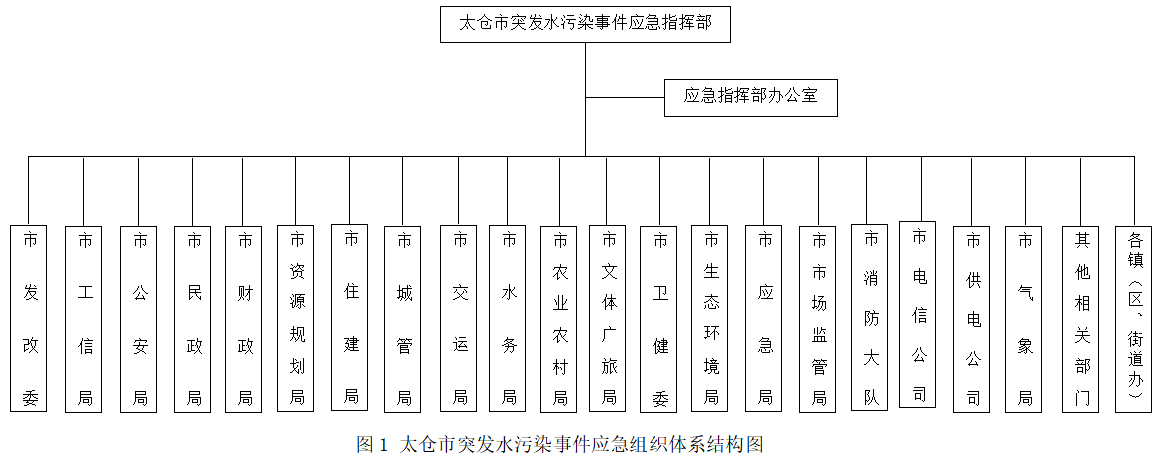 太仓市突发水污染事件应急指挥部
应急指挥部办公室
市发改委
市工信局
市公安局
市民政局
市财政局
市资源规划局
市住建局
市城管局
市交运局
市水务局
市农业农村局
市文体广旅局
市卫健委
市生态环境局
市应急局
市市场监管局
市消防大队
市电信公司
市供电公司
市气象局
其他相关部门
各镇（区、街道办）
图 1 太仓市突发水污染事件应急组织体系结构图